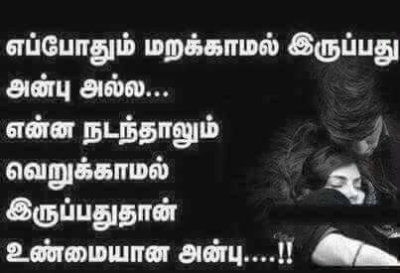 எப்போதும் மறக்காமல் இருப்பது
அன்பு அல்ல...
என்ன நடந்தாலும்
வெறுக்காமல்
இருப்பதுதான்
உண்மையான அன்பு....!!